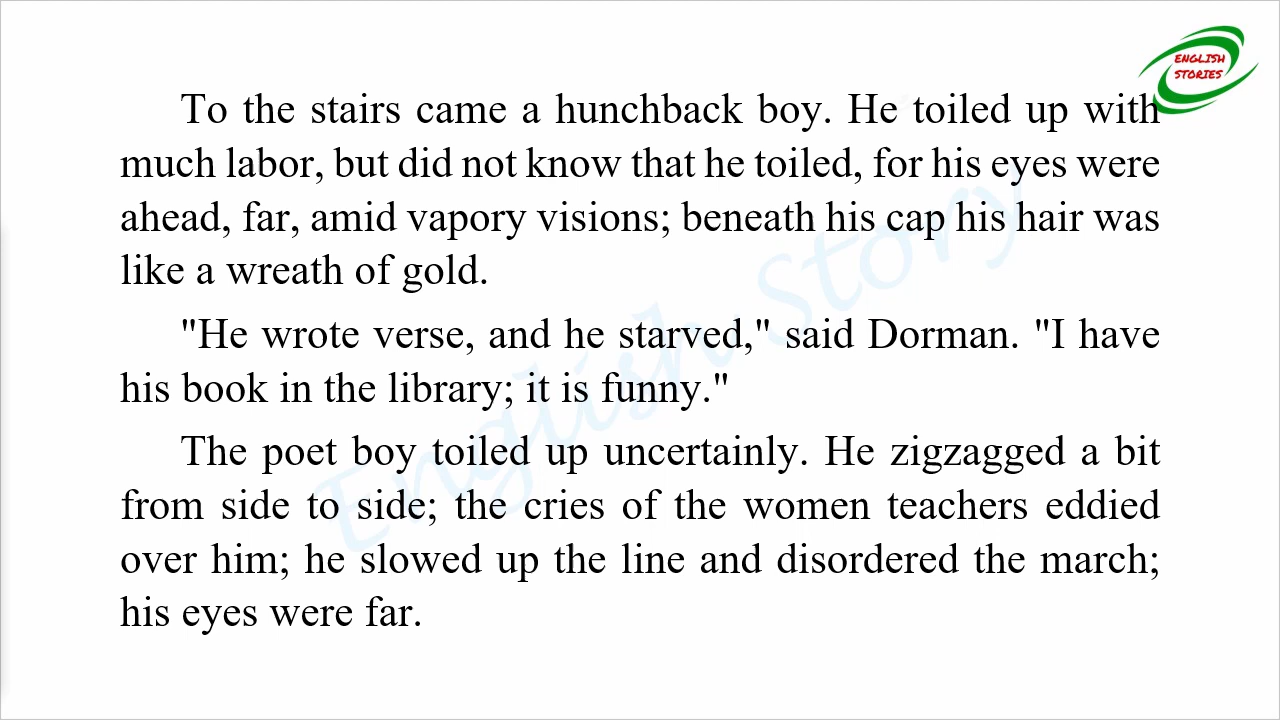 ENGLISH
STORIES
To the stairs came a hunchback boy. He toiled up with
much labor, but did not know that he toiled, for his eyes were
ahead, far, amid vapory visions; beneath his cap his hair was
like a wreath of gold.
"He wrote verse, and he starved," said Dorman. "I have
his book in the library; it is funny."
The poet boy toiled up uncertainly. He zigzagged a bit
from side to side; the cries of the women teachers eddied
over him; he slowed up the line and disordered the march;
his eyes were far.
English Story